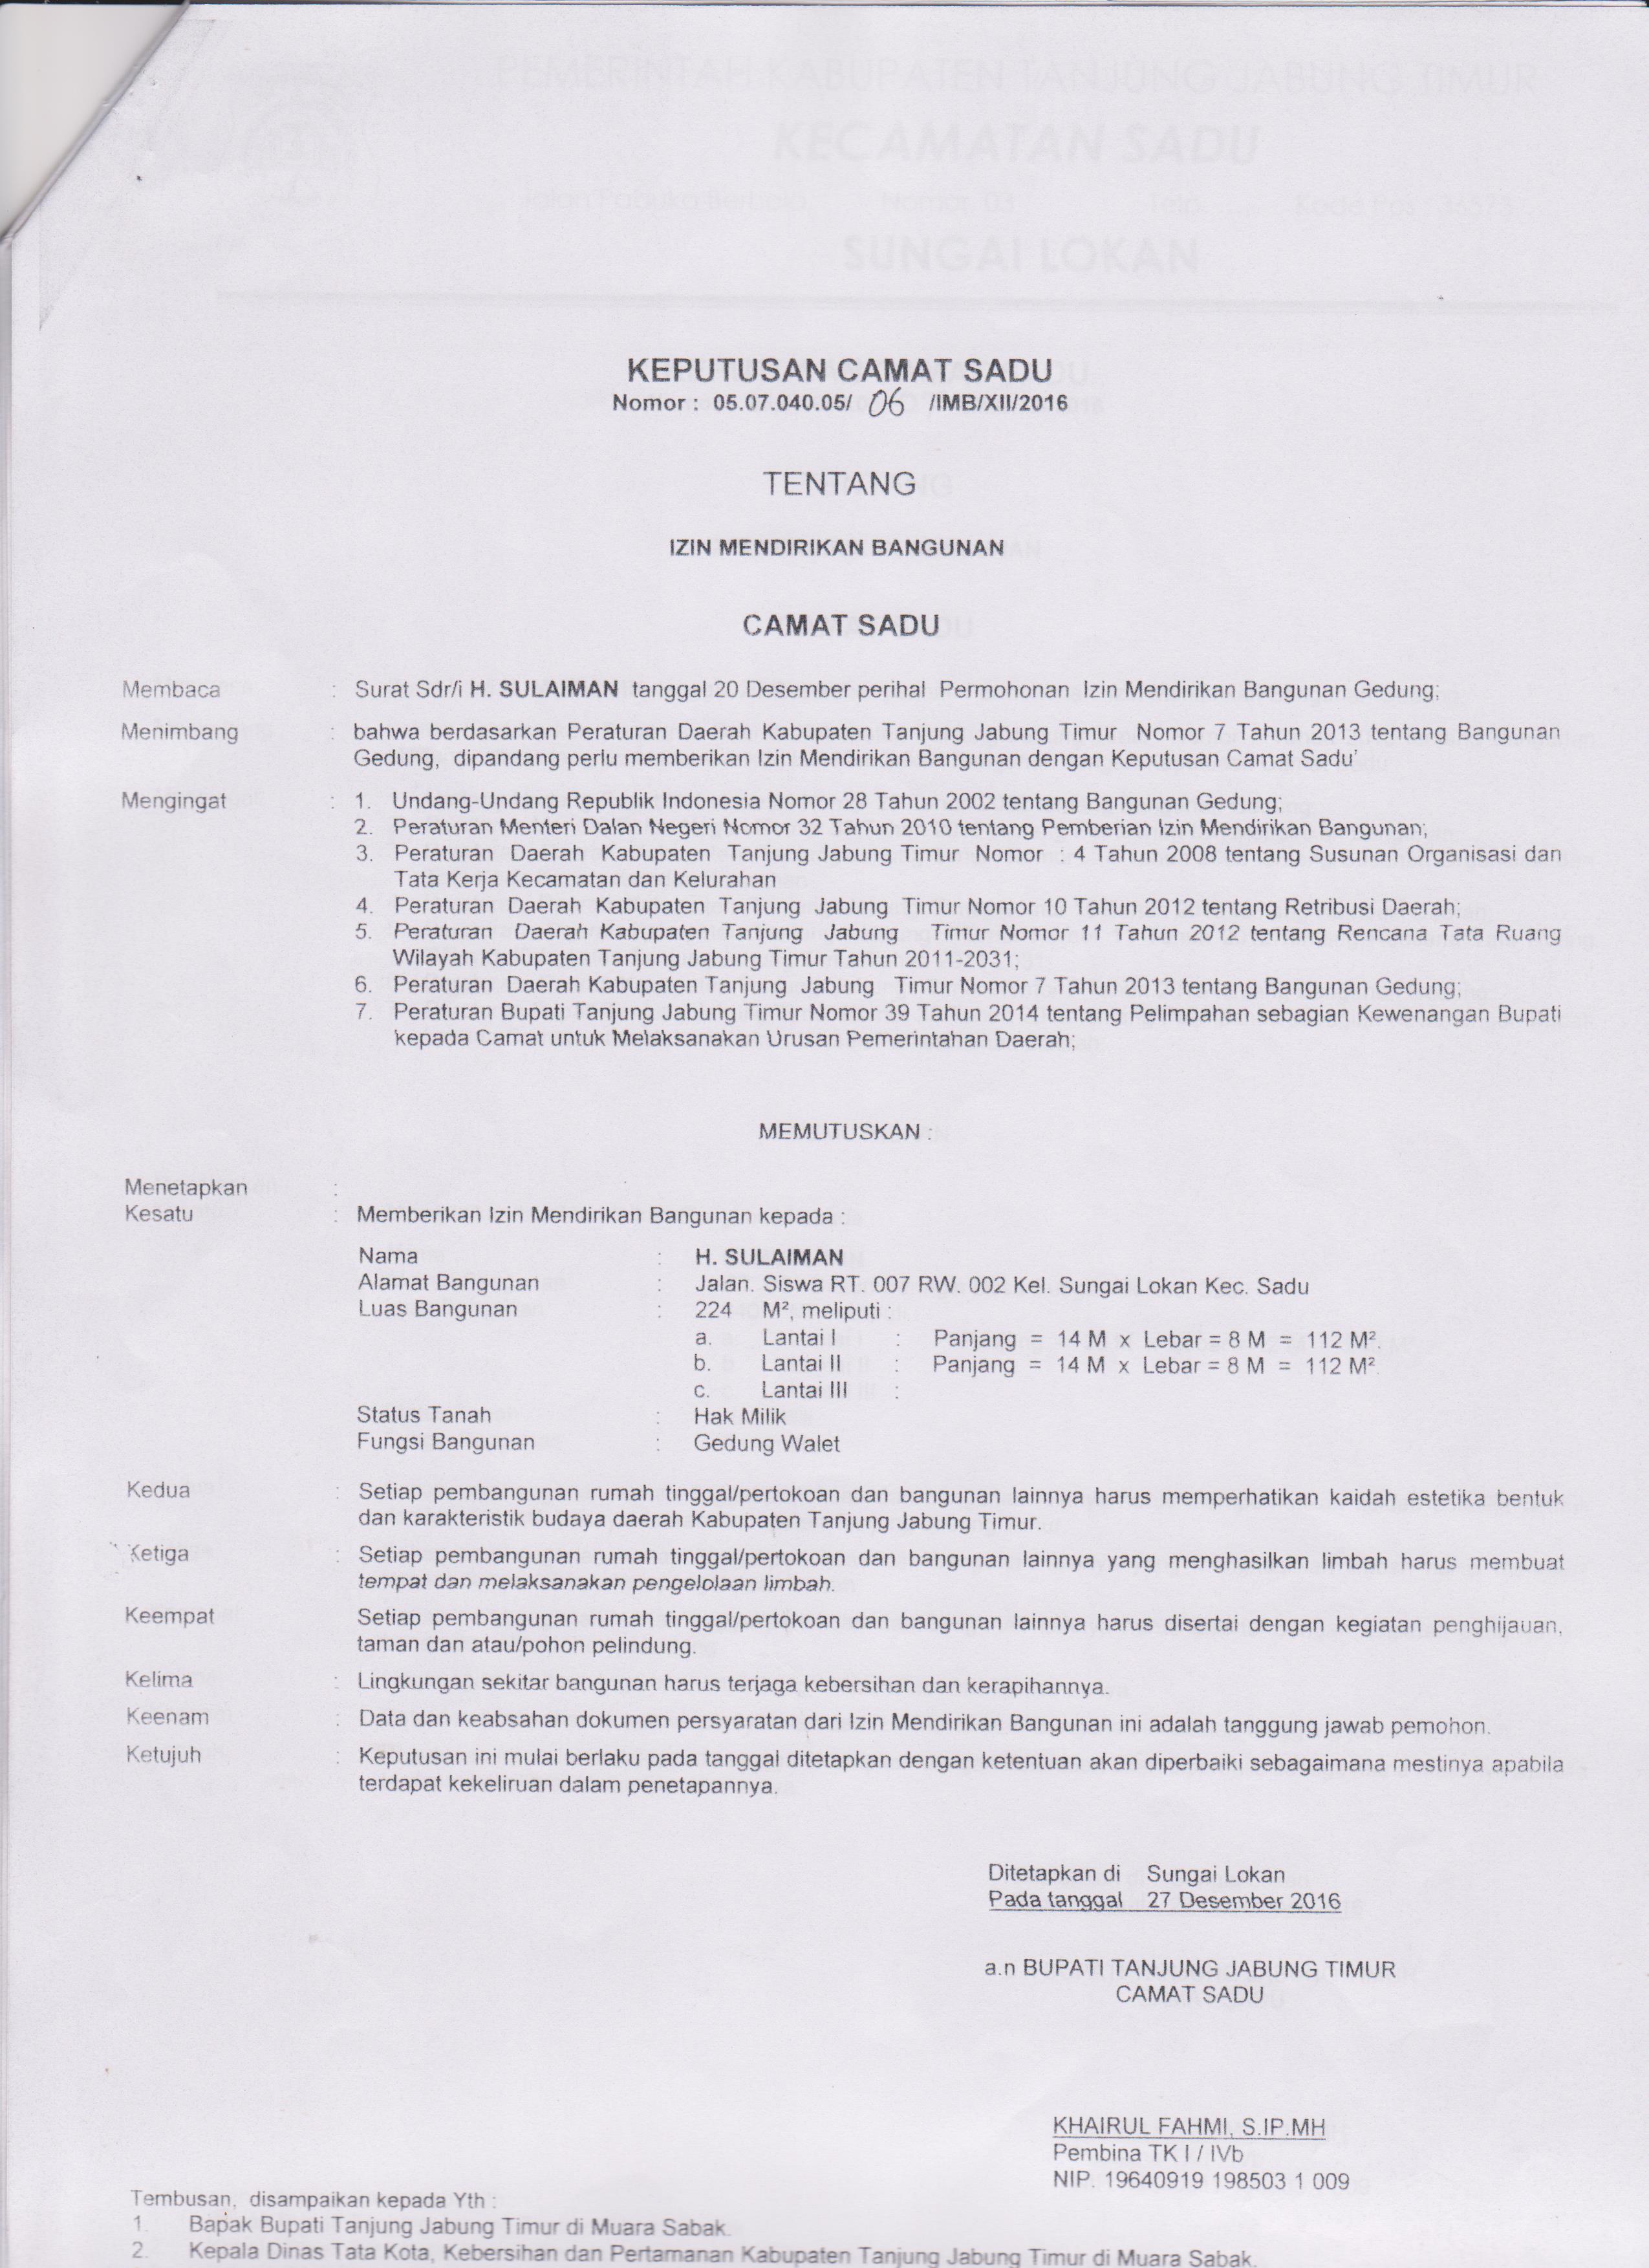 PEMERINTAH KABUPATEN TANJUNG JABUNG TIMUR
KECAMATAN SADU
SUNGAI LOKAN
KEPUTUSAN CAMAT SADU
Nomor : 05.07.040.05/ 06 /IMB/XII/2016
TENTANG
IZIN MENDIRIKAN BANGUNAN
CAMAT SADU
Membaca : Surat Sdr/i H. SULAIMAN tanggal 20 Desember perihal Permohonan Izin Mendirikan Bangunan Gedung;
Menimbang : bahwa berdasarkan Peraturan Daerah Kabupaten Tanjung Jabung Timur Nomor 7 Tahun 2013 tentang Bangunan
Gedung, dipandang perlu memberikan Izin Mendirikan Bangunan dengan Keputusan Camat Sadu'
Mengingat : 1. Undang-Undang Republik Indonesia Nomor 28 Tahun 2002 tentang Bangunan Gedung;
2. Peraturan Menteri Dalan Negeri Nomor 32 Tahun 2010 tentang Pemberian Izin Mendirikan Bangunan;
3. Peraturan Daerah Kabupaten Tanjung Jabung Timur Nomor : 4 Tahun 2008 tentang Susunan Organisasi dan
Tata Kerja Kecamatan dan Kelurahan
4. Peraturan Daerah Kabupaten Tanjung Jabung Timur Nomor 10 Tahun 2012 tentang Retribusi Daerah;
5. Peraturan Daerah Kabupaten Tanjung Jabung Timur Nomor 11 Tahun 2012 tentang Rencana Tata Ruang
Wilayah Kabupaten Tanjung Jabung Timur Tahun 2011-2031;
6. Peraturan Daerah Kabupaten Tanjung Jabung Timur Nomor 7 Tahun 2013 tentang Bangunan Gedung;
7. Peraturan Bupati Tanjung Jabung Timur Nomor 39 Tahun 2014 tentang Pelimpahan sebagian Kewenangan Bupati
kepada Camat untuk Melaksanakan Urusan Pemerintahan Daerah;
MEMUTUSKAN :
Menetapkan :
Kesatu : Memberikan Izin Mendirikan Bangunan kepada :
Nama : H. SULAIMAN
Alamat Bangunan : Jalan. Siswa RT. 007 RW. 002 Kel. Sungai Lokan Kec. Sadu
Luas Bangunan : 224 M², meliputi :
a. Lantai I : Panjang = 14 M x Lebar = 8 M = 112 M².
b. Lantai II : Panjang = 14 M x Lebar = 8 M = 112 M².
c. Lantai III :
Status Tanah : Hak Milik
Fungsi Bangunan : Gedung Walet
Kedua : Setiap pembangunan rumah tinggal/pertokoan dan bangunan lainnya harus memperhatikan kaidah estetika bentuk
dan karakteristik budaya daerah Kabupaten Tanjung Jabung Timur.
Ketiga : Setiap pembangunan rumah tinggal/pertokoan dan bangunan lainnya yang menghasilkan limbah harus membuat
tempat dan melaksanakan pengelolaan limbah.
Keempat Setiap pembangunan rumah tinggal/pertokoan dan bangunan lainnya harus disertai dengan kegiatan penghijauan,
taman dan atau/pohon pelindung.
Kelima : Lingkungan sekitar bangunan harus terjaga kebersihan dan kerapihannya.
Keenam : Data dan keabsahan dokumen persyaratan dari Izin Mendirikan Bangunan ini adalah tanggung jawab pemohon.
Ketujuh : Keputusan ini mulai berlaku pada tanggal ditetapkan dengan ketentuan akan diperbaiki sebagaimana mestinya apabila
terdapat kekeliruan dalam penetapannya.
Ditetapkan di Sungai Lokan
Pada tanggal 27 Desember 2016
a.n BUPATI TANJUNG JABUNG TIMUR
CAMAT SADU
KHAIRUL FAHMI, S.IP.MH
Pembina TK I / IVb
NIP. 19640919 198503 1 009
Tembusan, disampaikan kepada Yth :
1. Bapak Bupati Tanjung Jabung Timur di Muara Sabak.
2. Kepala Dinas Tata Kota, Kebersihan dan Pertamanan Kabupaten Tanjung Jabung Timur di Muara Sabak.